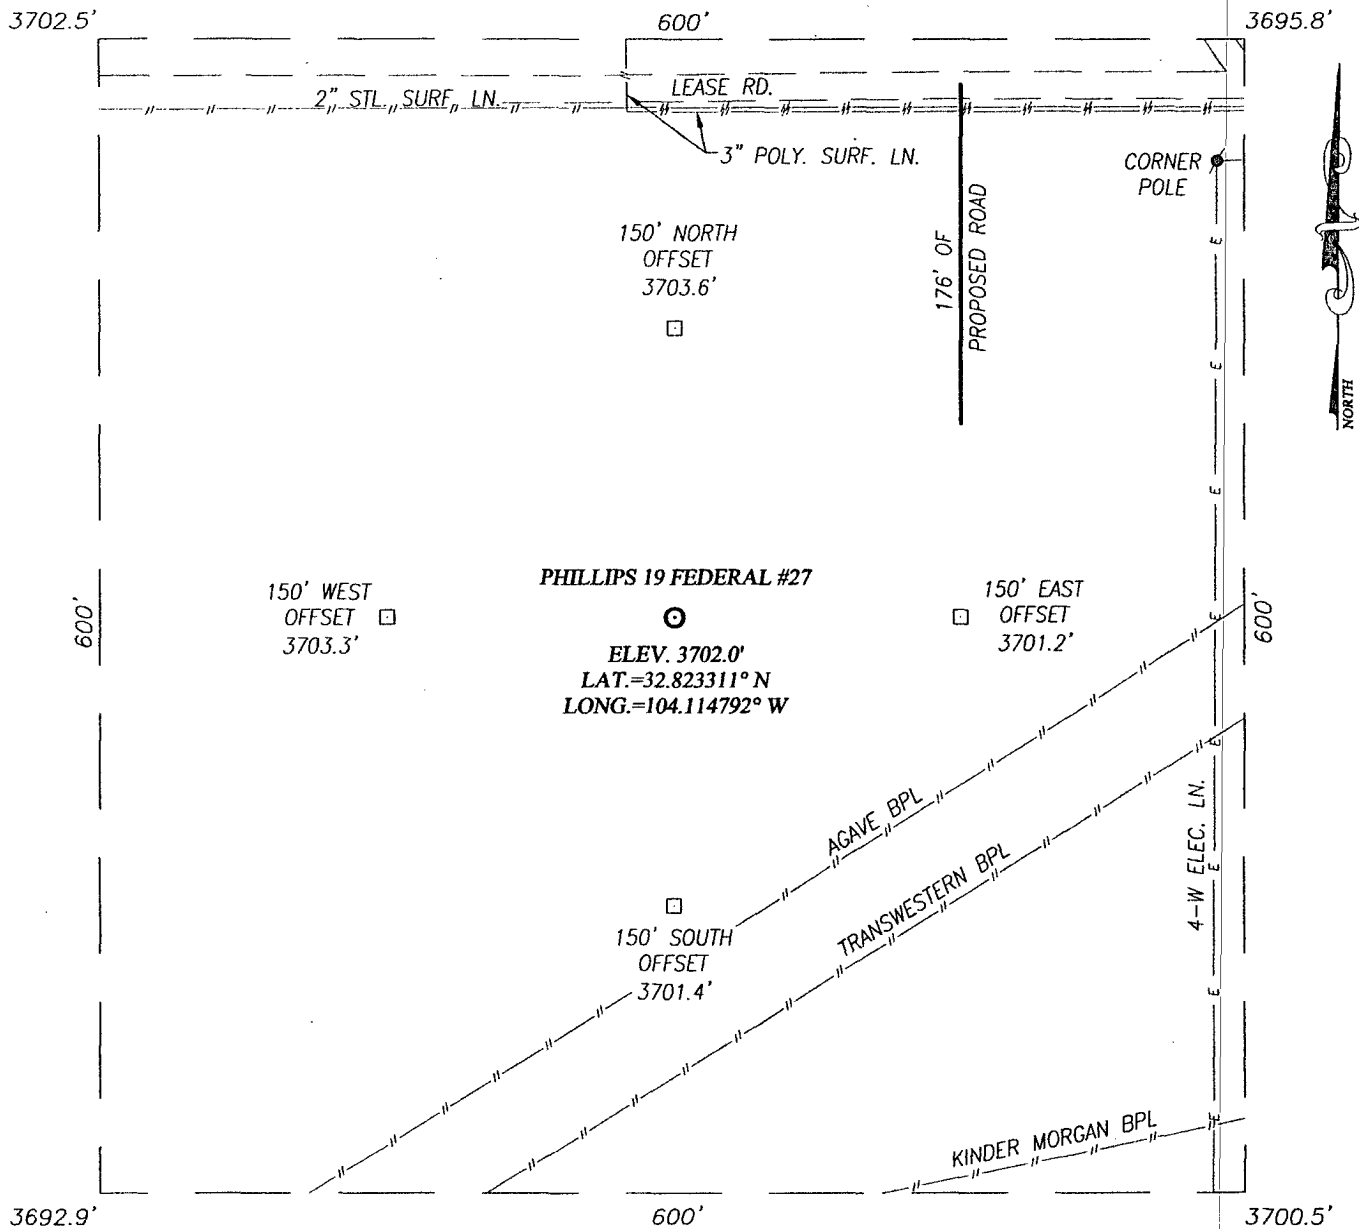 3702.5'
600'
3695.8'
2" STL. SURF. LN.
LEASE RD.
3" POLY. SURF. LN.
CORNER
POLE
NORTH
150' NORTH
OFFSET
3703.6'
176' OF
PROPOSED ROAD
600'
150' WEST
OFFSET
3703.3'
PHILLIPS 19 FEDERAL #27
ELEV. 3702.0'
LAT.=32.823311° N
LONG.=104.114792° W
150' EAST
OFFSET
3701.2'
600'
AGAVE BPL
TRANSWESTERN BPL
4-W ELEC. LN.
E
E
E
E
E
E
E
E
150' SOUTH
OFFSET
3701.4'
KINDER MORGAN BPL
3692.9'
600'
3700.5'